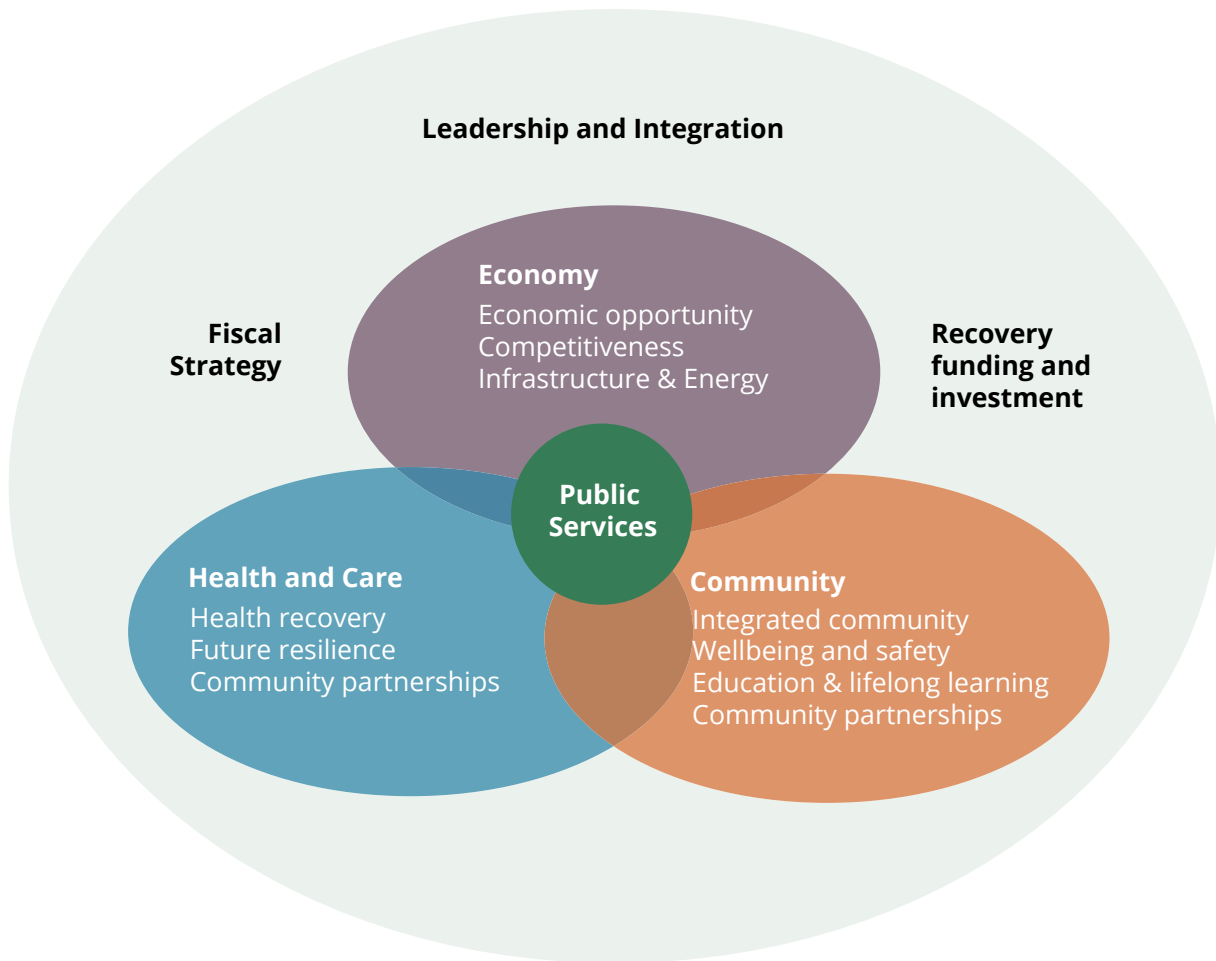 Leadership and Integration
Economy
Economic opportunity
Competitiveness
Infrastructure & Energy
Fiscal
Strategy
Recovery
funding and
investment
Public
Services
Health and Care
Health recovery
Future resilience
Community partnerships
Community
Integrated community
Wellbeing and safety
Education & lifelong learning
Community partnerships